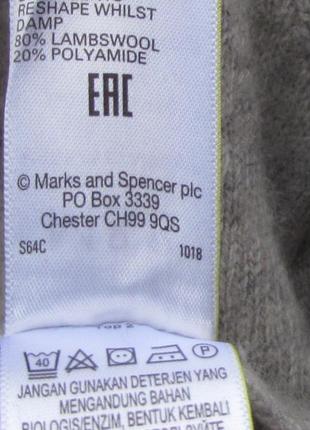 RESHAPE WHILST
DAMP
80% LAMBSWOOL
20% POLYAMIDE
EAC
© Marks and Spencer plc
PO Box 3339
Chester CH99 9QS
S64C 1018
40 P
JANGAN GUNAKAN DETERJEN YANG
MENGANDUNG BAHAN
BIOLOGIS/ENZIM, BENTUK KEMBALI